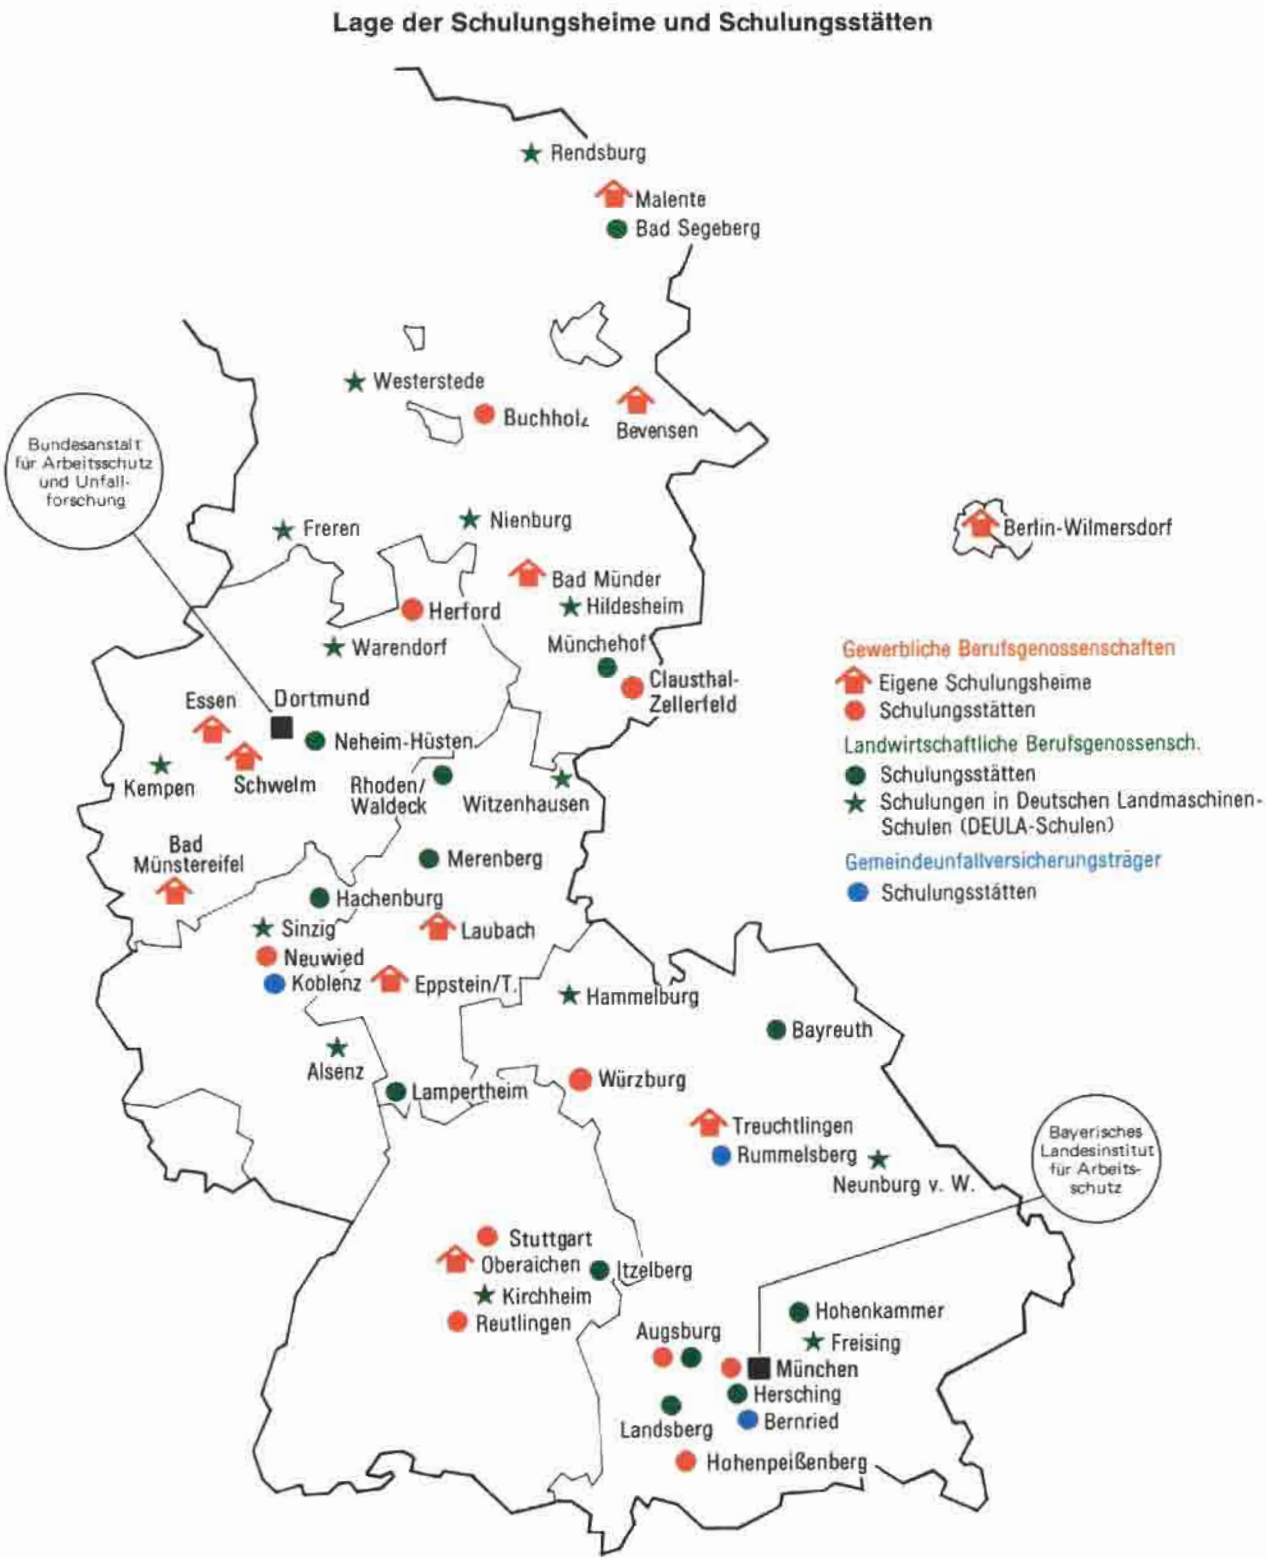 Lage der Schulungsheime und Schulungsstätten
Rendsburg
Malente
Bad Segeberg
Westerstede
Buchholz
Bevensen
Bundesanstalt
für Arbeitsschutz
und Unfall-
forschung
Freren
Nienburg
Berlin-Wilmersdorf
Bad Münder
Hildesheim
Herford
Warendorf
Münchehof
Clausthal-
Zellerfeld
Gewerbliche Berufsgenossenschaften
Eigene Schulungsheime
Schulungsstätten
Landwirtschaftliche Berufsgenossensch.
Schulungsstätten
Schulungen in Deutschen Landmaschinen-
Schulen (DEULA-Schulen)
Gemeindeunfallversicherungsträger
Schulungsstätten
Essen
Dortmund
Neheim-Hüsten
Schwelm
Kempen
Rhoden/
Waldeck
Witzenhausen
Bad
Münstereifel
Merenberg
Hachenburg
Sinzig
Laubach
Neuwied
Koblenz
Eppstein/T.
Hammelburg
Bayreuth
Alsenz
Lampertheim
Würzburg
Treuchtlingen
Rummelsberg
Neunburg v. W.
Bayerisches
Landesinstitut
für Arbeits-
schutz
Stuttgart
Oberaichen
Itzelberg
Kirchheim
Reutlingen
Hohenkammer
Augsburg
Freising
München
Hersching
Landsberg
Bernried
Hohenpeißenberg